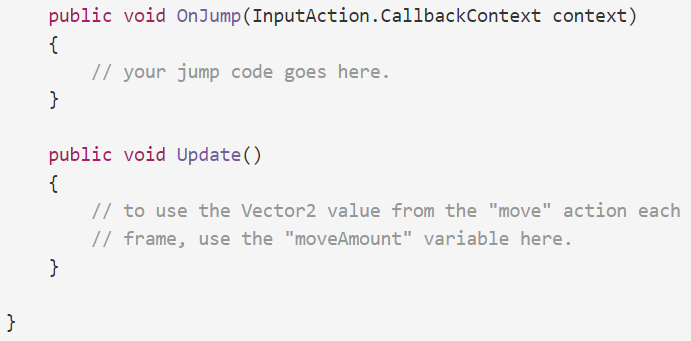 public void OnJump(InputAction.CallbackContext context)
{
// your jump code goes here.
}
public void Update()
{
// to use the Vector2 value from the "move" action each
// frame, use the "moveAmount" variable here.
}
}